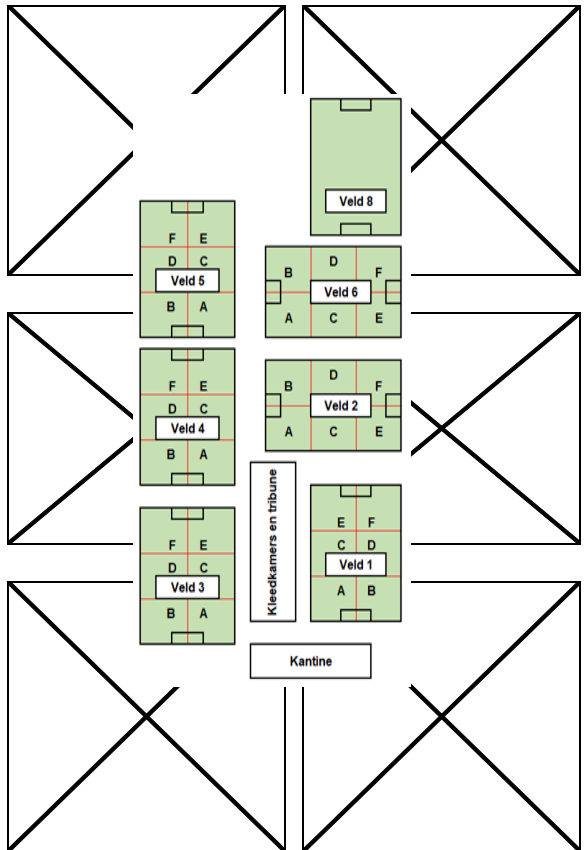 Veld 8
F E
D C
Veld 5
B A
D
B F
Veld 6
A C E
F E
D C
Veld 4
B A
D
B F
Veld 2
A C E
Kleedkamers en tribune
F E
D C
Veld 3
B A
E F
C D
Veld 1
A B
Kantine